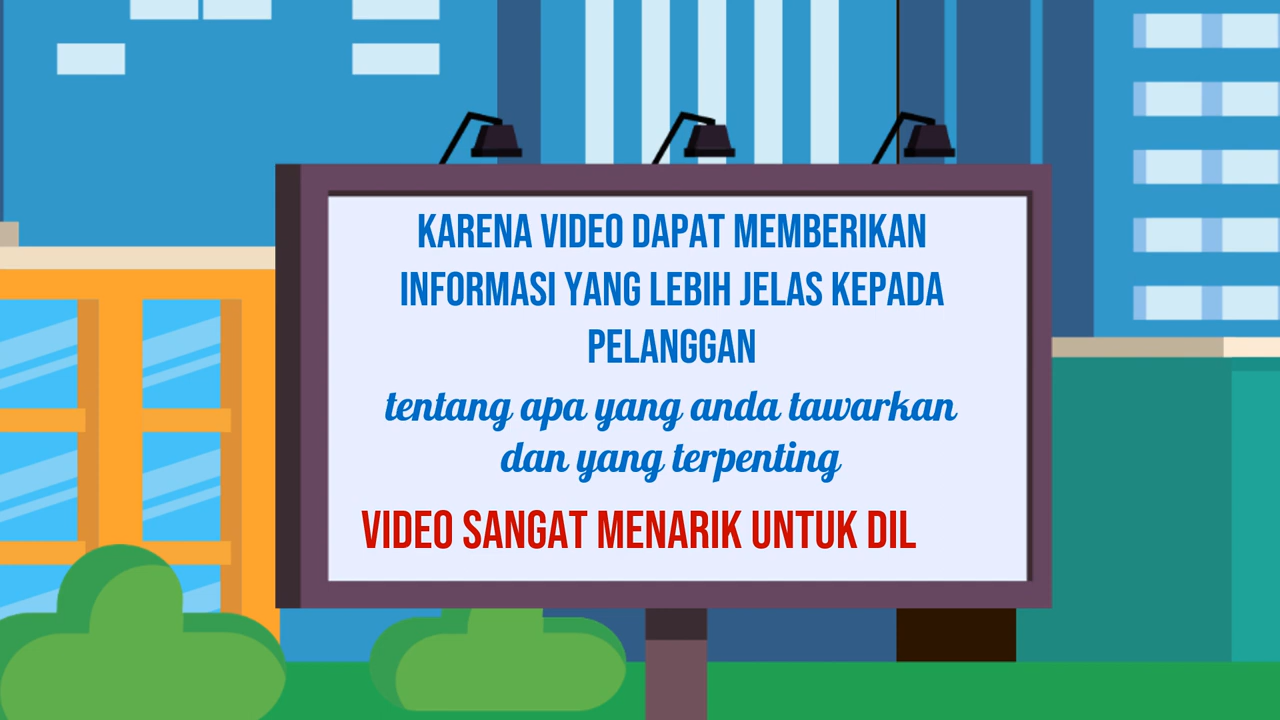 KARENA VIDEO DAPAT MEMBERIKAN
INFORMASI YANG LEBIH JELAS KEPADA
PELANGGAN
tentang apa yang anda tawarkan
dan yang terpenting
VIDEO SANGAT MENARIK UNTUK DIL